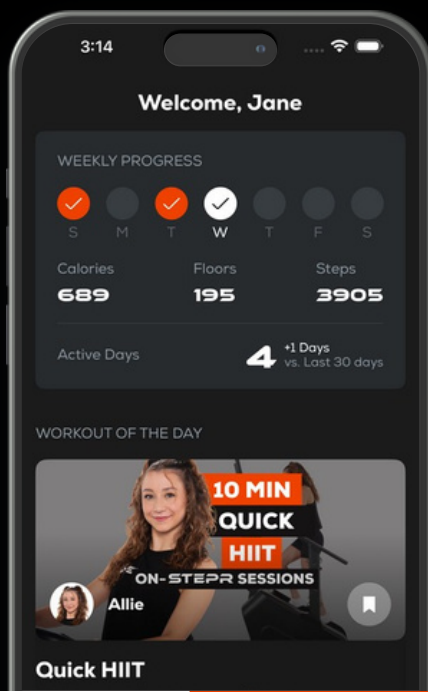 3:14
Welcome, Jane
WEEKLY PROGRESS
S M T W T F S
Calories Floors Steps
689 195 3905
Active Days 4 +1 Days
vs. Last 30 days
WORKOUT OF THE DAY
10 MIN
QUICK
HIIT
ON-STEPR SESSIONS
Allie
Quick HIIT